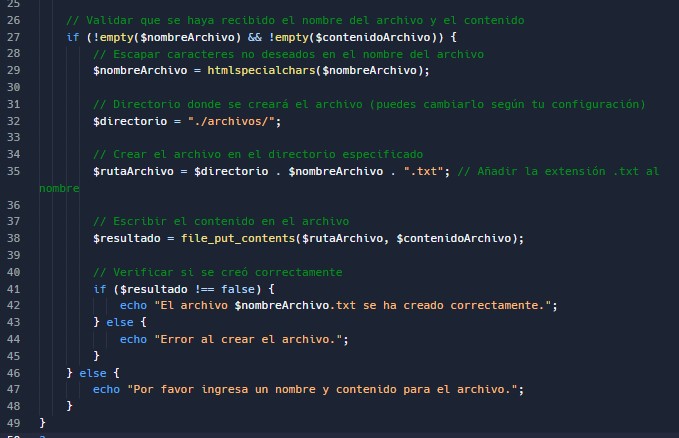 25
26 // Validar que se haya recibido el nombre del archivo y el contenido
27 if (!empty($nombreArchivo) && !empty($contenidoArchivo)) {
28 // Escapar caracteres no deseados en el nombre del archivo
29 $nombreArchivo = htmlspecialchars($nombreArchivo);
30
31 // Directorio donde se creará el archivo (puedes cambiarlo según tu configuración)
32 $directorio = "./archivos/";
33
34 // Crear el archivo en el directorio especificado
35 $rutaArchivo = $directorio . $nombreArchivo . ".txt"; // Añadir la extensión .txt al
nombre
36
37 // Escribir el contenido en el archivo
38 $resultado = file_put_contents($rutaArchivo, $contenidoArchivo);
39
40 // Verificar si se creó correctamente
41 if ($resultado !== false) {
42 echo "El archivo $nombreArchivo.txt se ha creado correctamente.";
43 } else {
44 echo "Error al crear el archivo.";
45 }
46 } else {
47 echo "Por favor ingresa un nombre y contenido para el archivo.";
48 }
49 }